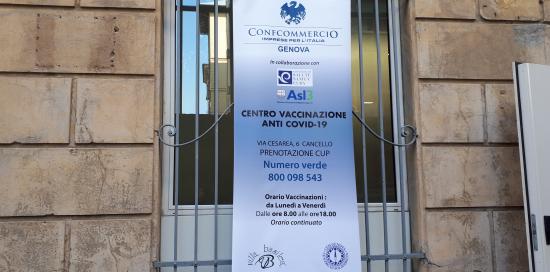 CONFCOMMERCIO
IMPRESE PER L'ITALIA
GENOVA
In collaborazione con
Asl3
CENTRO VACCINAZIONE
ANTI COVID-19
VIA CESAREA, 6 CANCELLO
PRENOTAZIONE CUP
Numero verde
800 098 543
Orario Vaccinazioni :
da Lunedì a Venerdì
Dalle ore 8.00 alle ore18.00
Orario continuato